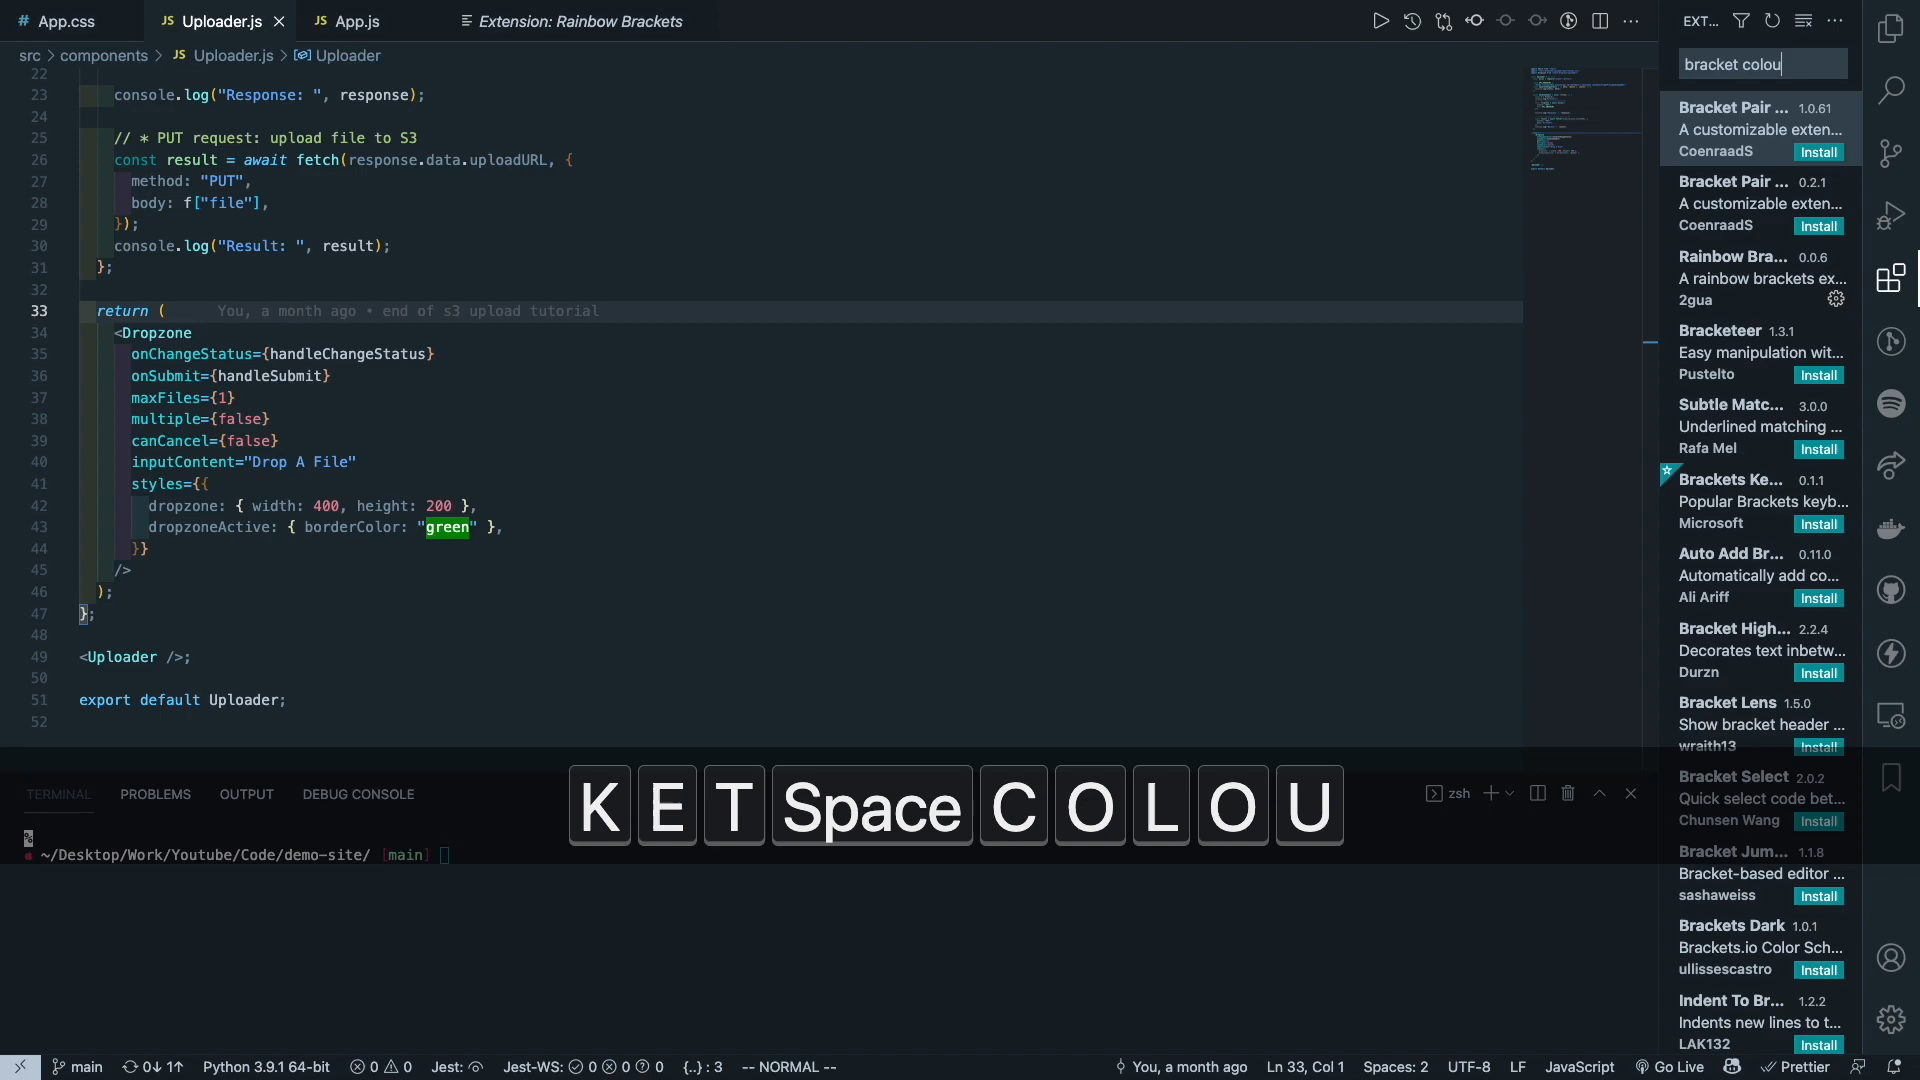 # App.css
JS Uploader.js
JS App.js
Extension: Rainbow Brackets
src > components > JS Uploader.js > Uploader
22
23 console.log("Response: ", response);
24
25 // * PUT request: upload file to S3
26 const result = await fetch(response.data.uploadURL, {
27 method: "PUT",
28 body: f["file"],
29 });
30 console.log("Result: ", result);
31 };
32
33 return ( You, a month ago • end of s3 upload tutorial
34 <Dropzone
35 onChangeStatus={handleChangeStatus}
36 onSubmit={handleSubmit}
37 maxFiles={1}
38 multiple={false}
39 canCancel={false}
40 inputContent="Drop A File"
41 styles={{
42 dropzone: { width: 400, height: 200 },
43 dropzoneActive: { borderColor: "green" },
44 }}
45 />
46 );
47 };
48
49 <Uploader />;
50
51 export default Uploader;
52
TERMINAL PROBLEMS OUTPUT DEBUG CONSOLE
zsh
%
~/Desktop/Work/Youtube/Code/demo-site/ [main]
K E T Space C O L O U
EXT...
bracket colou
Bracket Pair ... 1.0.61
A customizable exten...
CoenraadS Install
Bracket Pair ... 0.2.1
A customizable exten...
CoenraadS Install
Rainbow Bra... 0.0.6
A rainbow brackets ex...
2gua
Bracketeer 1.3.1
Easy manipulation wit...
Pustelto Install
Subtle Matc... 3.0.0
Underlined matching ...
Rafa Mel Install
Brackets Ke... 0.1.1
Popular Brackets keyb...
Microsoft Install
Auto Add Br... 0.11.0
Automatically add co...
Ali Ariff Install
Bracket High... 2.2.4
Decorates text inbetw...
Durzn Install
Bracket Lens 1.5.0
Show bracket header ...
wraith13 Install
Bracket Select 2.0.2
Quick select code bet...
Chunsen Wang Install
Bracket Jum... 1.1.8
Bracket-based editor ...
sashaweiss Install
Brackets Dark 1.0.1
Brackets.io Color Sch...
ullissescastro Install
Indent To Br... 1.2.2
Indents new lines to t...
LAK132 Install
main 0↓ 1↑ Python 3.9.1 64-bit 0 0 Jest: Jest-WS: 0 0 0 {..} : 3 -- NORMAL -- You, a month ago Ln 33, Col 1 Spaces: 2 UTF-8 LF JavaScript Go Live Prettier